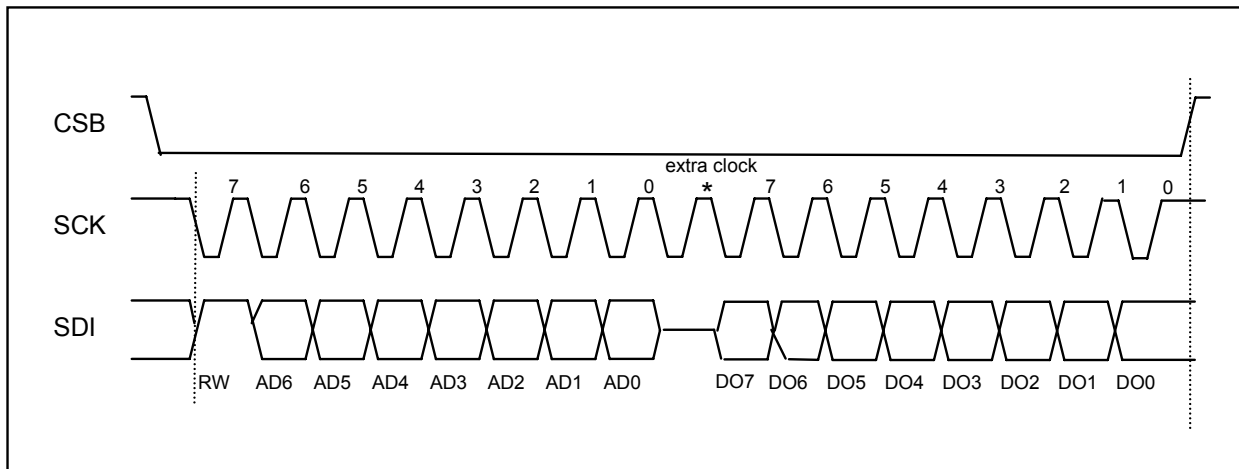 CSB
extra clock
7 6 5 4 3 2 1 0 * 7 6 5 4 3 2 1 0
SCK
SDI
RW AD6 AD5 AD4 AD3 AD2 AD1 AD0 DO7 DO6 DO5 DO4 DO3 DO2 DO1 DO0